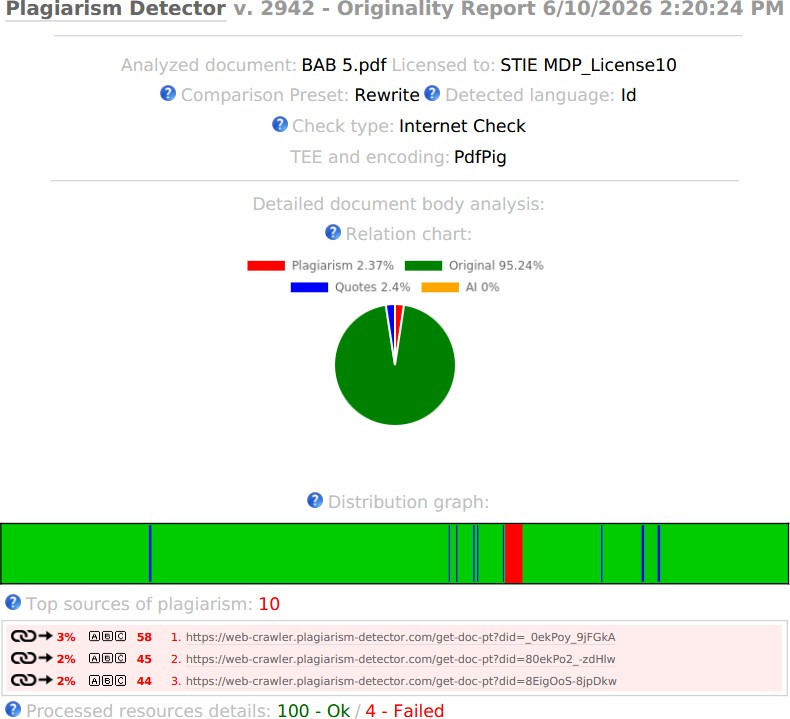 Plagiarism Detector v. 2942 - Originality Report 6/10/2026 2:20:24 PM
Analyzed document: BAB 5.pdf Licensed to: STIE MDP_License10
Comparison Preset: Rewrite Detected language: Id
Check type: Internet Check
TEE and encoding: PdfPig
Detailed document body analysis:
Relation chart:
Plagiarism 2.37% Original 95.24%
Quotes 2.4% AI 0%
Distribution graph:
Top sources of plagiarism: 10
3% A B C 58 1. https://web-crawler.plagiarism-detector.com/get-doc-pt?did=_0ekPoy_9jFGkA
2% A B C 45 2. https://web-crawler.plagiarism-detector.com/get-doc-pt?did=80ekPo2_-zdHlw
2% A B C 44 3. https://web-crawler.plagiarism-detector.com/get-doc-pt?did=8EigOoS-8jpDkw
Processed resources details: 100 - Ok / 4 - Failed